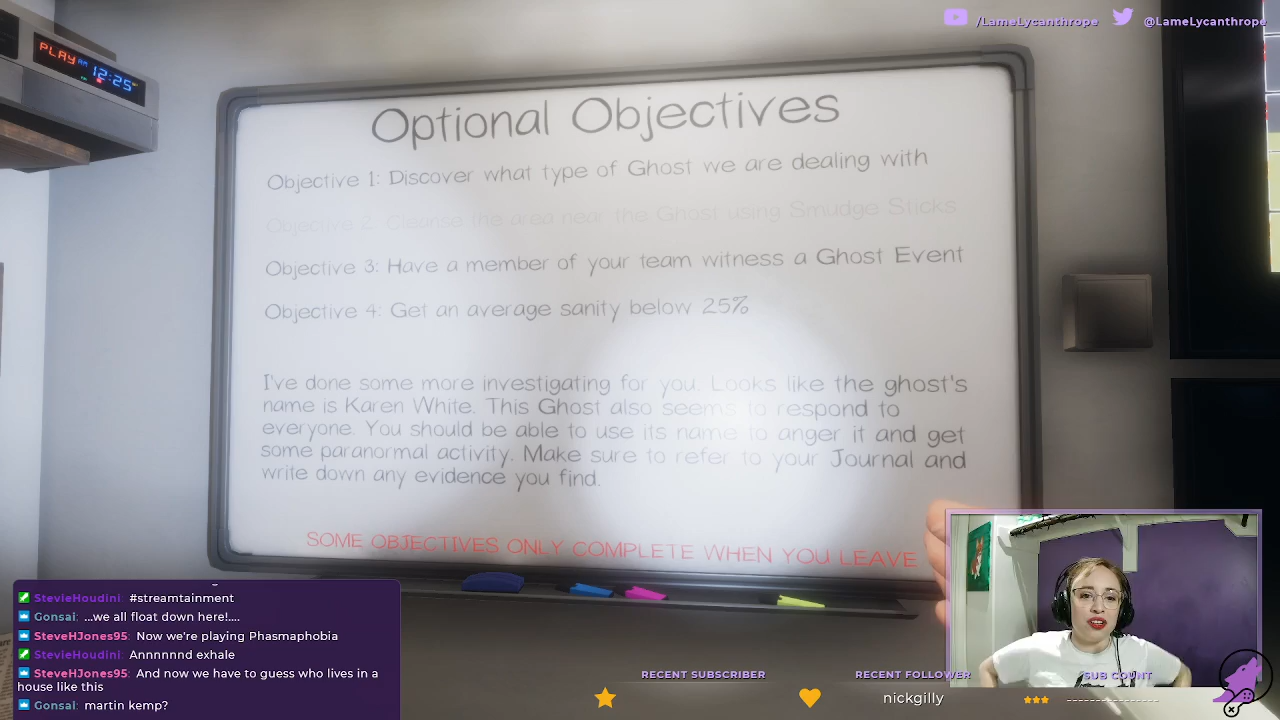 /LameLycanthrope @LameLycanthrope
PLAY AM 12:25
Optional Objectives
Objective 1: Discover what type of Ghost we are dealing with
Objective 2: Cleanse the area near the Ghost using Smudge Sticks
Objective 3: Have a member of your team witness a Ghost Event
Objective 4: Get an average sanity below 25%
I've done some more investigating for you. Looks like the ghost's
name is Karen White. This Ghost also seems to respond to
everyone. You should be able to use its name to anger it and get
some paranormal activity. Make sure to refer to your Journal and
write down any evidence you find.
SOME OBJECTIVES ONLY COMPLETE WHEN YOU LEAVE
StevieHoudini #streamtainment
Gonsai: ...we all float down here!....
SteveHJones95: Now we're playing Phasmaphobia
StevieHoudini: Annnnnnd exhale
SteveHJones95: And now we have to guess who lives in a
house like this
Gonsai: martin kemp?
RECENT SUBSCRIBER
RECENT FOLLOWER
nickgilly
SUB COUNT